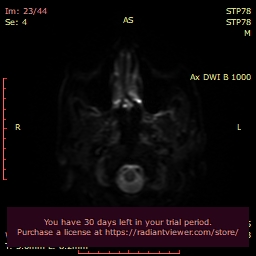 Im: 23/44
Se: 4
AS
STP78
STP78
M
Ax DWI B 1000
R
L
You have 30 days left in your trial period.
Purchase a license at https://radiantviewer.com/store/